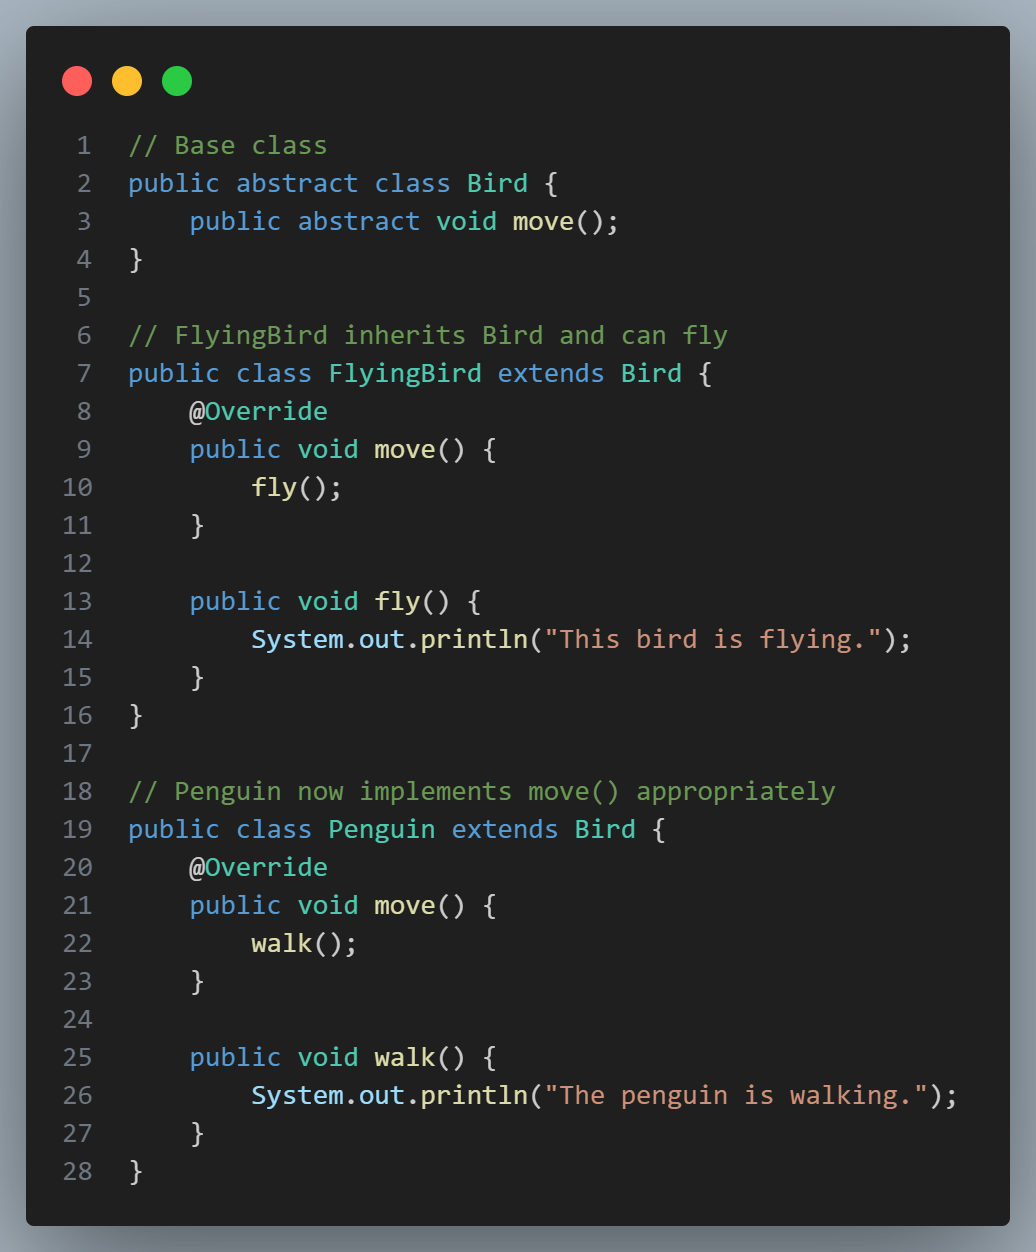 1 // Base class
2 public abstract class Bird {
3     public abstract void move();
4 }
5
6 // FlyingBird inherits Bird and can fly
7 public class FlyingBird extends Bird {
8     @Override
9     public void move() {
10         fly();
11     }
12
13     public void fly() {
14         System.out.println("This bird is flying.");
15     }
16 }
17
18 // Penguin now implements move() appropriately
19 public class Penguin extends Bird {
20     @Override
21     public void move() {
22         walk();
23     }
24
25     public void walk() {
26         System.out.println("The penguin is walking.");
27     }
28 }